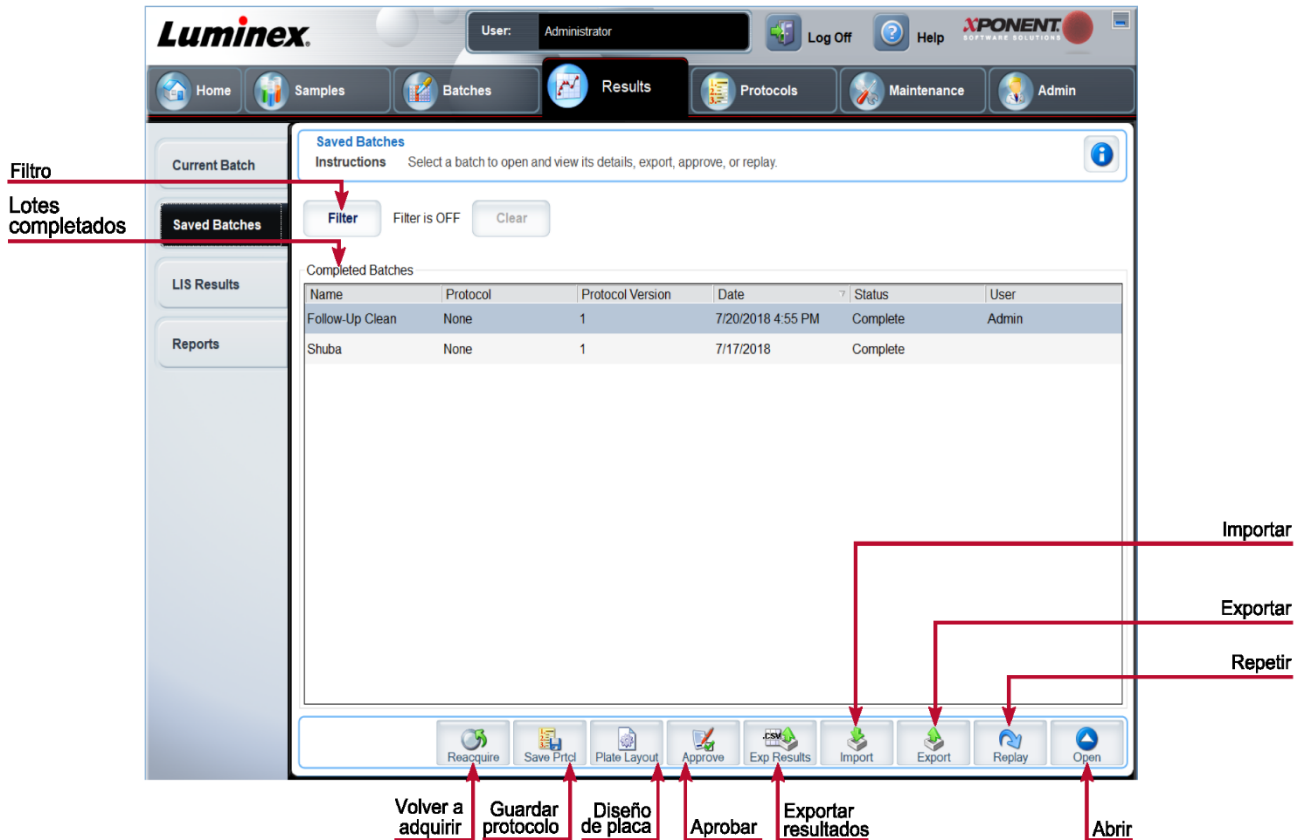 Luminex.
User: Administrator
Log Off
Help
XPONENT.
SOFTWARE SOLUTIONS
Home
Samples
Batches
Results
Protocols
Maintenance
Admin
Filtro
Lotes
completados
Current Batch
Saved Batches
LIS Results
Reports
Saved Batches
Instructions Select a batch to open and view its details, export, approve, or replay.
Filter Filter is OFF Clear
Completed Batches
Name Protocol Protocol Version Date Status User
Follow-Up Clean None 1 7/20/2018 4:55 PM Complete Admin
Shuba None 1 7/17/2018 Complete
Importar
Exportar
Repetir
.CSV
Reacquire Save Prtcl Plate Layout Approve Exp Results Import Export Replay Open
Volver a
adquirir
Guardar
protocolo
Diseño
de placa
Aprobar
Exportar
resultados
Abrir